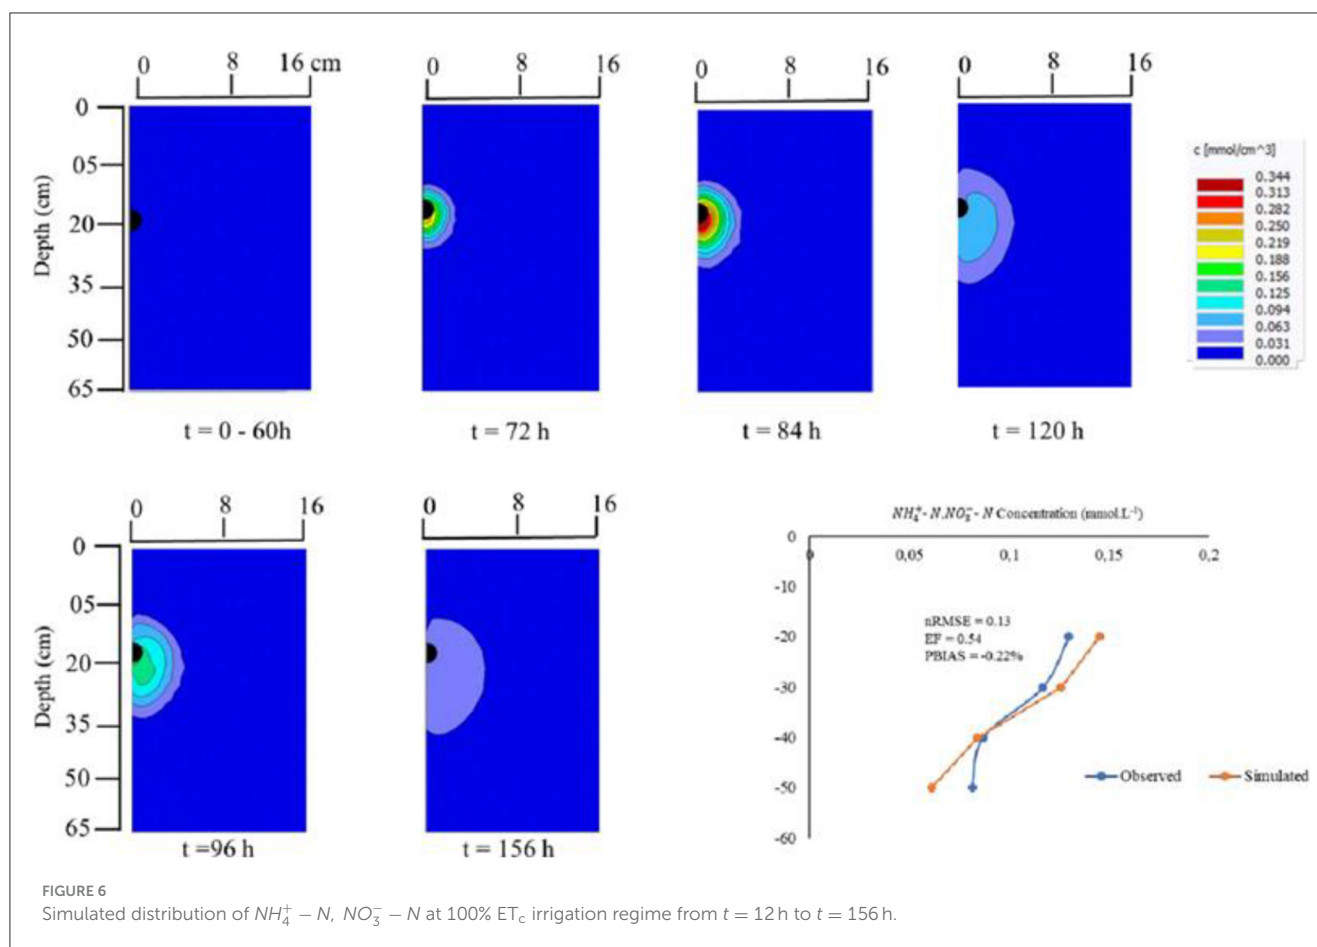 0 8 16 cm
0 8 16
0 8 16
0 8 16
0
05
20
35
50
65
Depth (cm)
t = 0 - 60h
t = 72 h
t = 84 h
t = 120 h
c [mmol/cm^3]
0.344
0.313
0.282
0.250
0.219
0.188
0.156
0.125
0.094
0.063
0.031
0.000
0 8 16
0 8 16
0
05
20
35
50
65
Depth (cm)
t =96 h
t = 156 h
NH₄⁺- N,NO₃⁻- N Concentration (mmol.L⁻¹)
0 0,05 0,1 0,15 0,2
0
-10
-20
-30
-40
-50
-60
nRMSE = 0.13
EF = 0.54
PBIAS = -0.22%
Observed Simulated
FIGURE 6
Simulated distribution of NH₄⁺ – N, NO₃⁻ – N at 100% ETc irrigation regime from t = 12 h to t = 156 h.